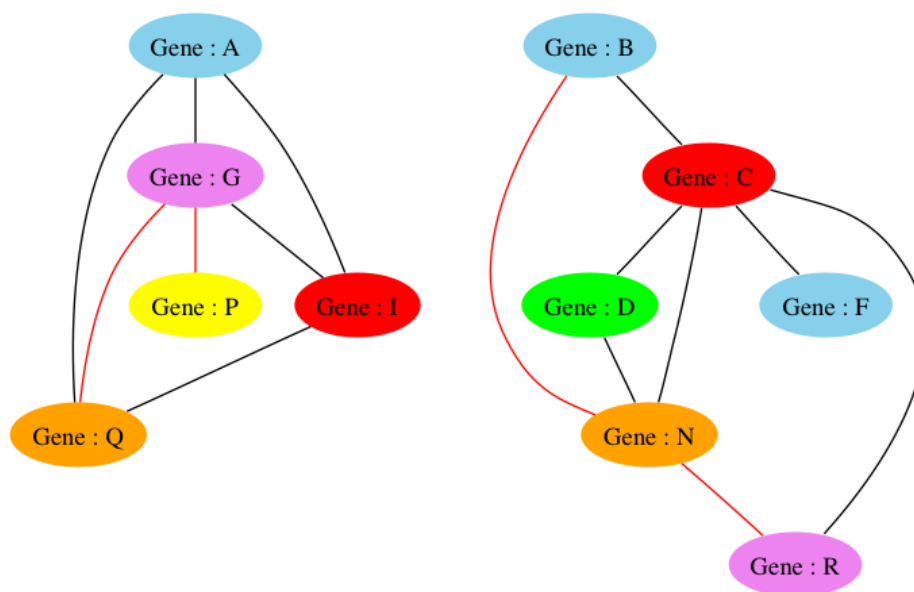 Gene : A
Gene : B
Gene : G
Gene : C
Gene : P
Gene : I
Gene : D
Gene : F
Gene : Q
Gene : N
Gene : R